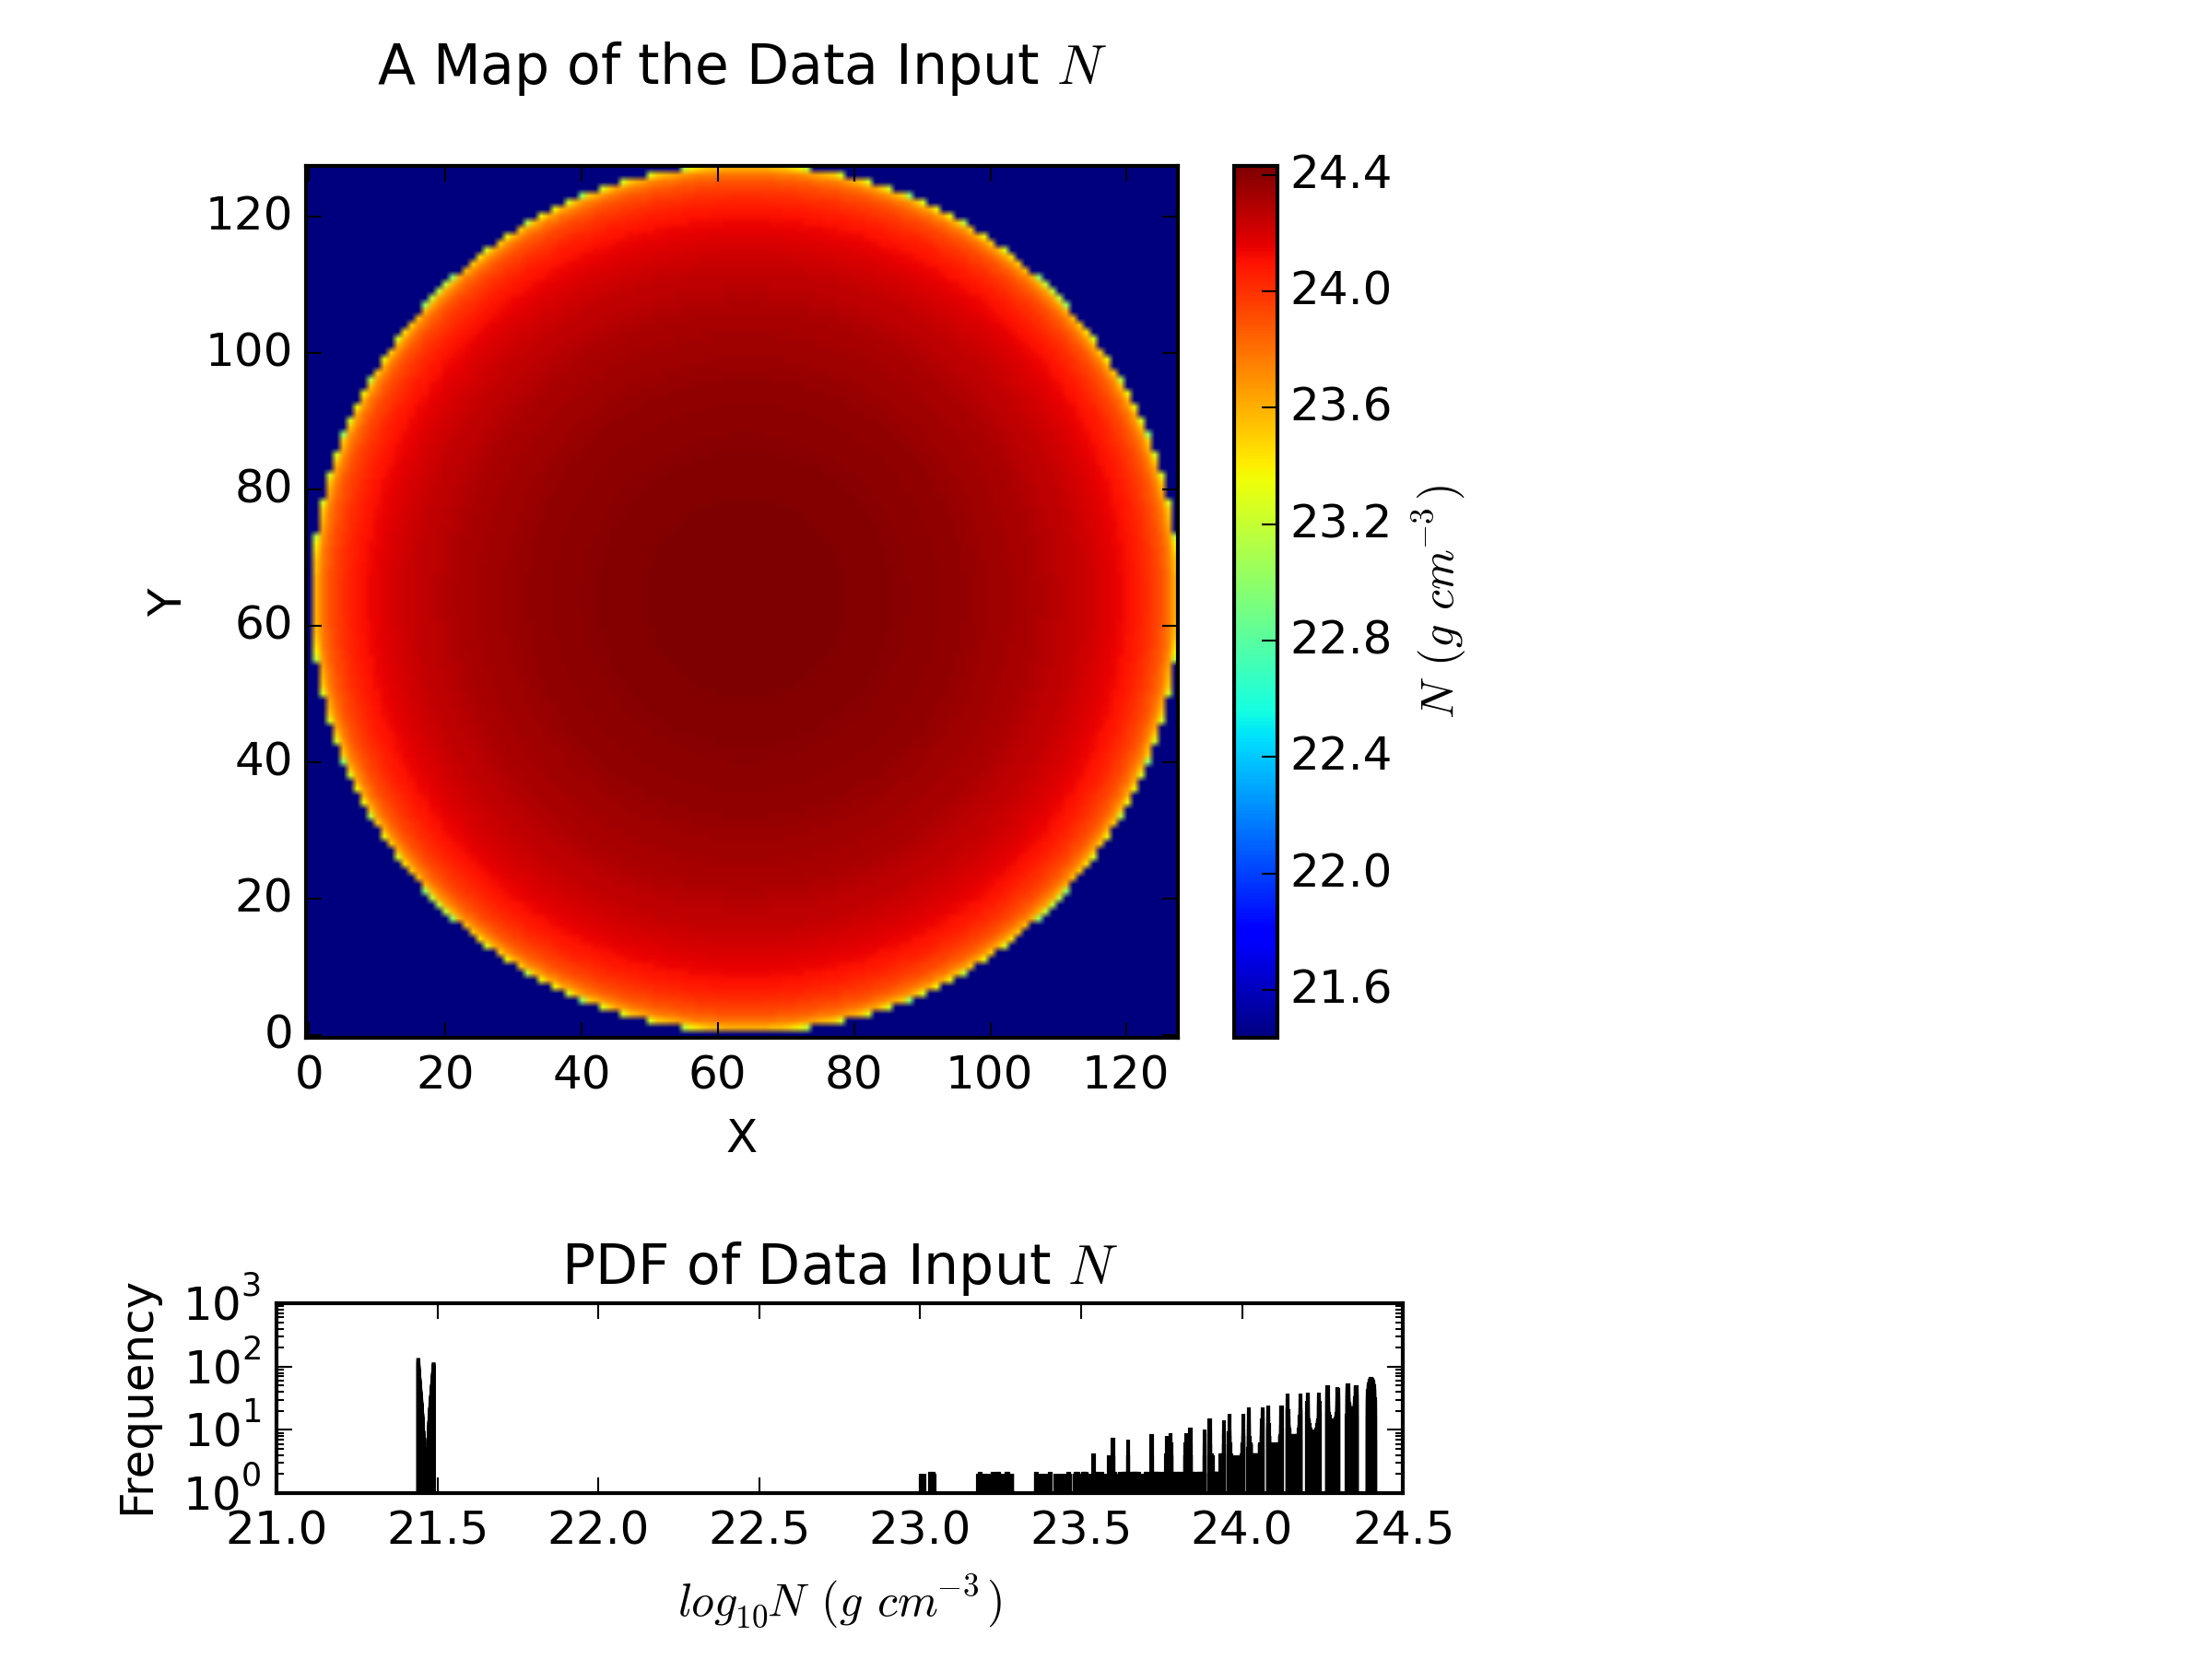 A Map of the Data Input N
120
100
80
60
40
20
0
Y
0 20 40 60 80 100 120
X
24.4
24.0
23.6
23.2
22.8
22.4
22.0
21.6
N (g cm⁻³)
PDF of Data Input N
Frequency
10³
10²
10¹
10⁰
21.0 21.5 22.0 22.5 23.0 23.5 24.0 24.5
log₁₀N (g cm⁻³)